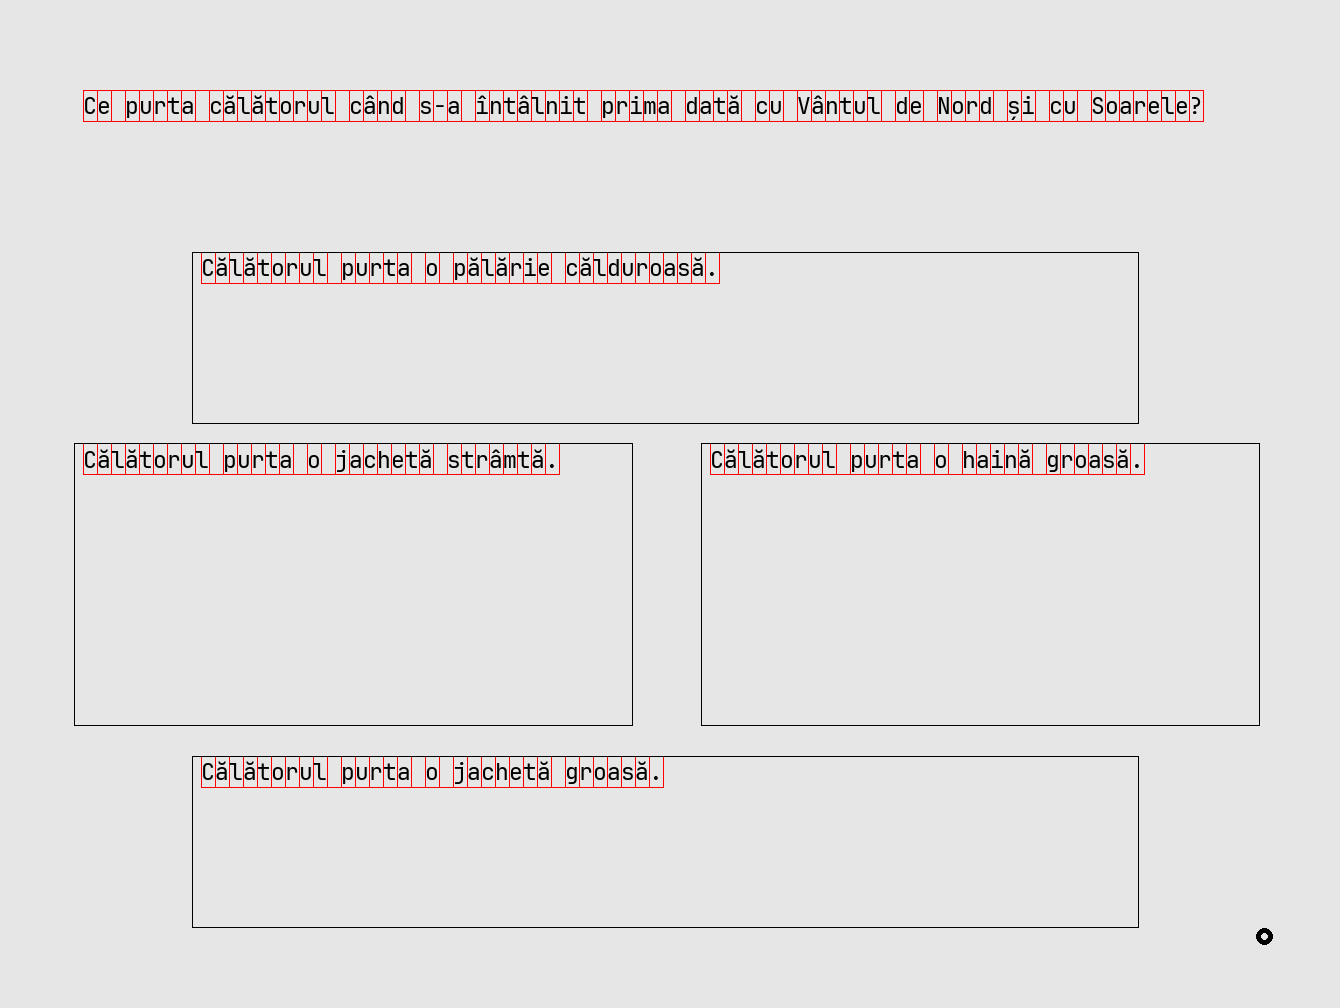 Ce purta călătorul când s-a întâlnit prima dată cu Vântul de Nord și cu Soarele?
Călătorul purta o pălărie călduroasă.
Călătorul purta o jachetă strâmtă.
Călătorul purta o haină groasă.
Călătorul purta o jachetă groasă.